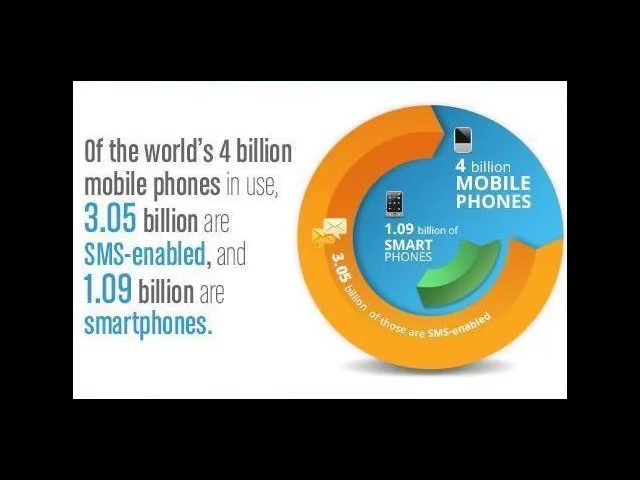 Of the world's 4 billion
mobile phones in use,
3.05 billion are
SMS-enabled, and
1.09 billion are
smartphones.
4 billion
MOBILE
PHONES
1.09 billion of
SMART
PHONES
3.05 billion of those are SMS-enabled